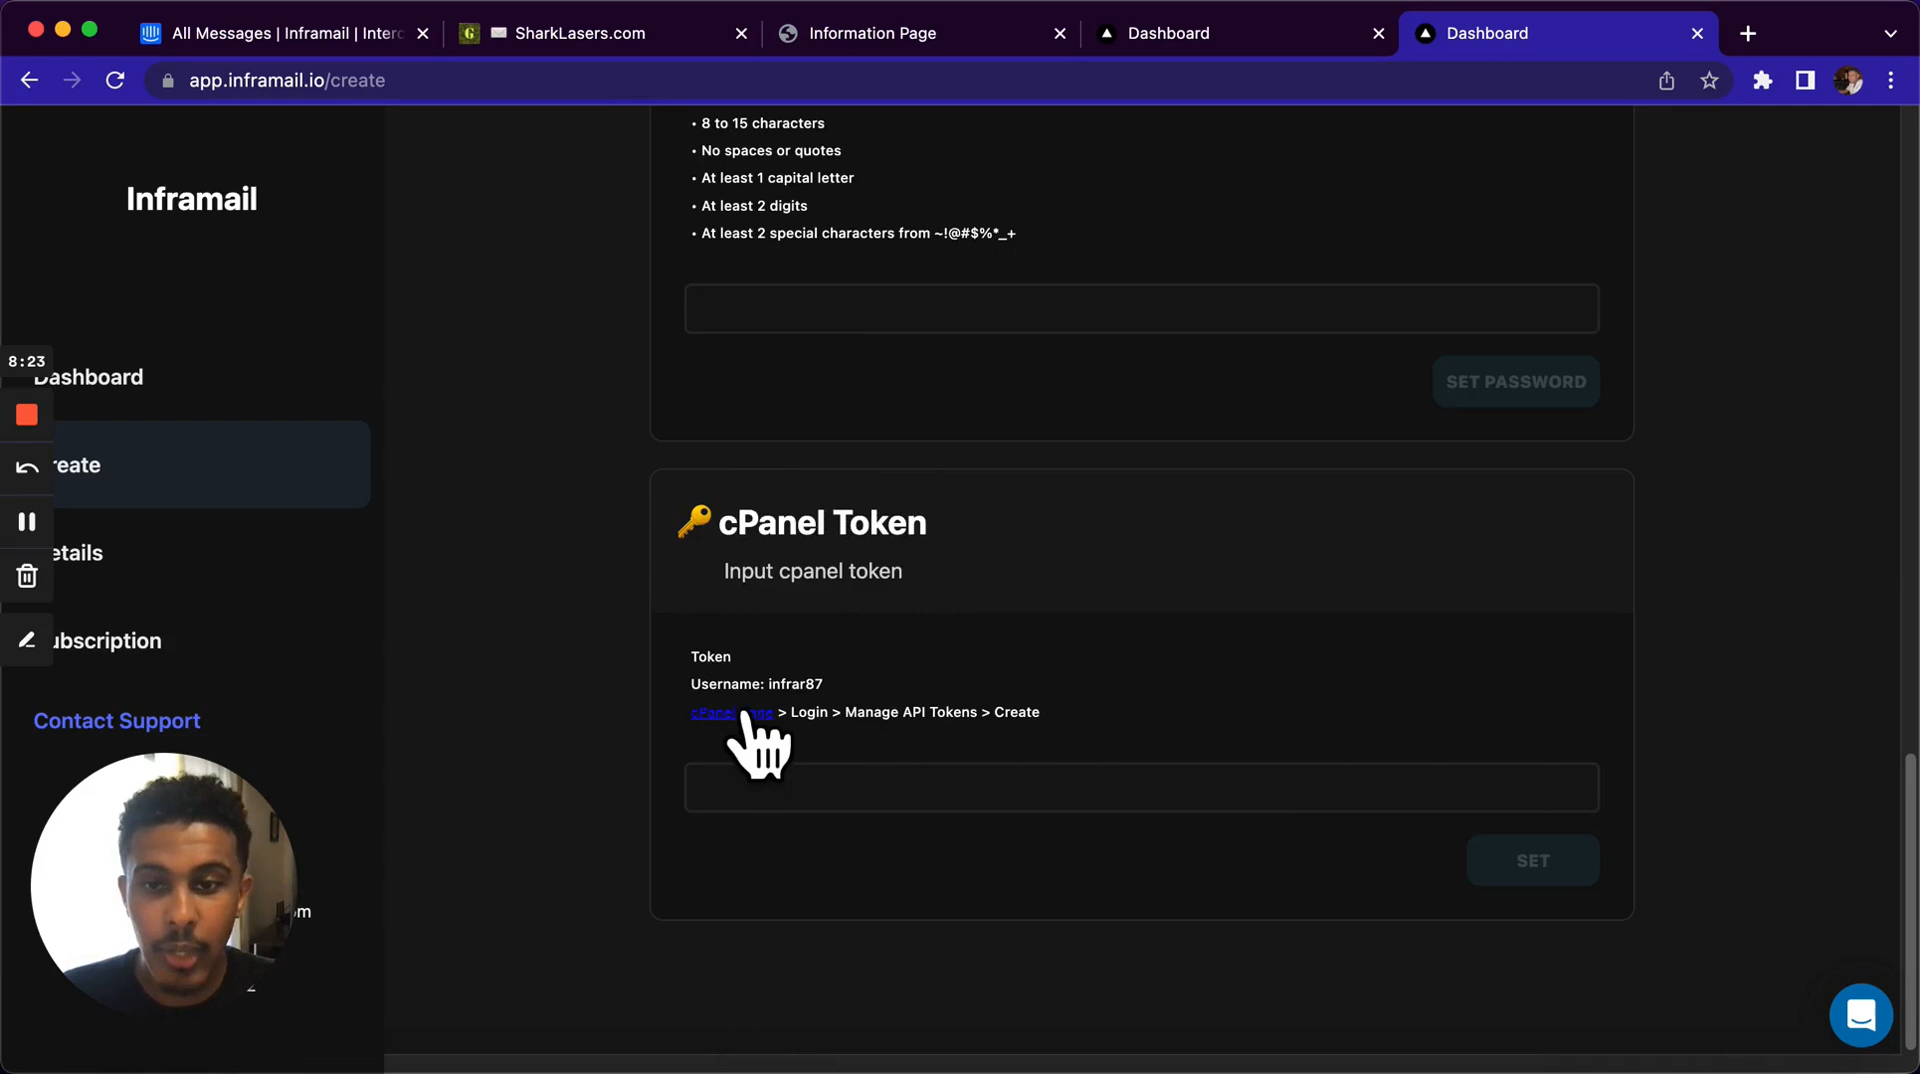 All Messages | Inframail | Interc
SharkLasers.com
Information Page
Dashboard
Dashboard
app.inframail.io/create
Inframail
8:23
Dashboard
reate
etails
ubscription
Contact Support
m
• 8 to 15 characters
• No spaces or quotes
• At least 1 capital letter
• At least 2 digits
• At least 2 special characters from ~!@#$%*_+
SET PASSWORD
🔑 cPanel Token
Input cpanel token
Token
Username: infrar87
cPanel > Login > Manage API Tokens > Create
SET